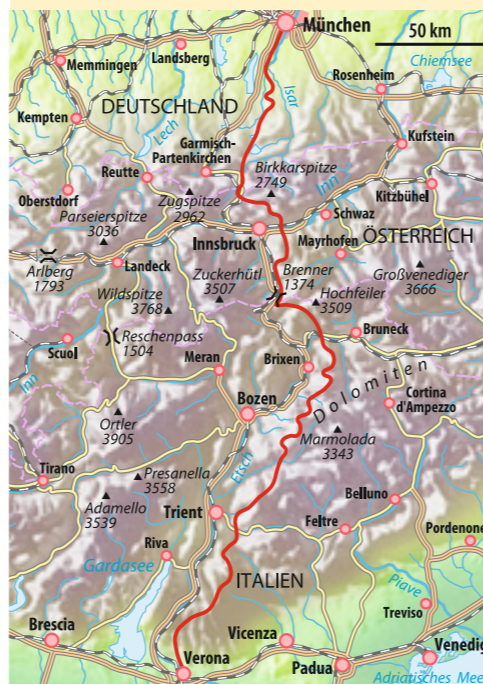 München
50 km
Landsberg
Memmingen
Chiemsee
Rosenheim
Isar
DEUTSCHLAND
Kempten
Lech
Garmisch-
Partenkirchen
Kufstein
Birkkarspitze
2749
Inn
Reutte
Oberstdorf
Zugspitze
2962
Kitzbühel
Parseierspitze
3036
Schwaz
Innsbruck
Mayrhofen
ÖSTERREICH
Arlberg
1793
Landeck
Zuckerhütl
3507
Brenner
1374
Großvenediger
3666
Wildspitze
3768
Hochfeiler
3509
Reschenpass
1504
Bruneck
Scuol
Inn
Meran
Brixen
Dolomiten
Cortina
d'Ampezzo
Bozen
Ortler
3905
Marmolada
3343
Etsch
Tirano
Presanella
3558
Adamello
3539
Belluno
Trient
Feltre
Pordenone
Riva
Gardasee
ITALIEN
Piave
Treviso
Brescia
Vicenza
Verona
Padua
Venedig
Adriatisches Meer